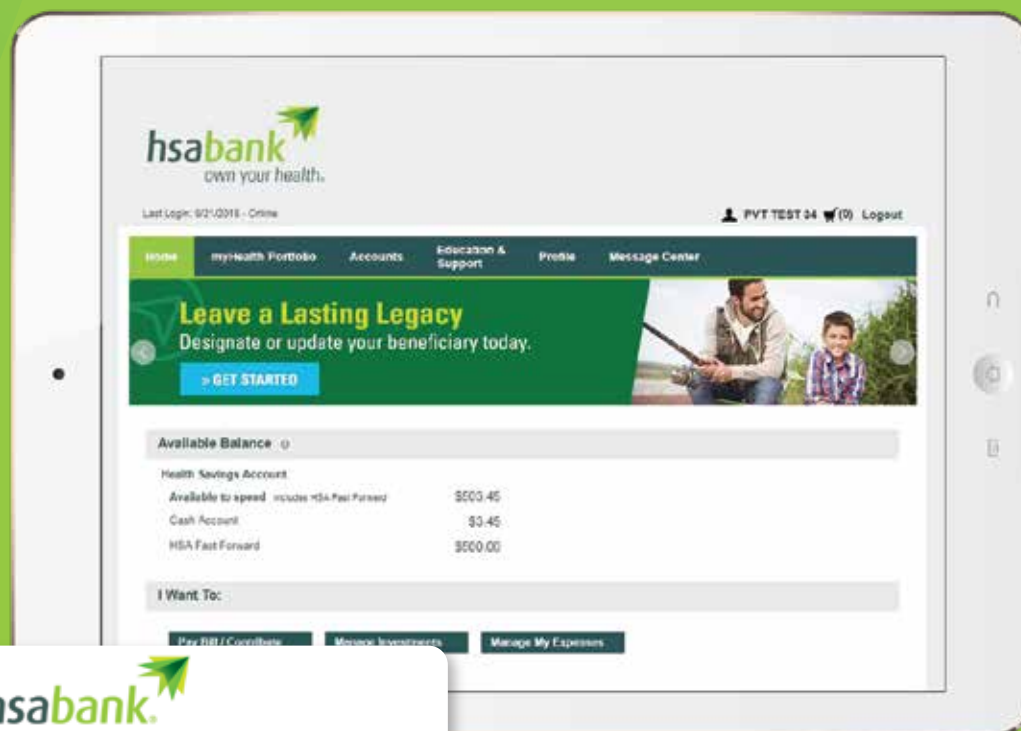 hsabank
own your health.
Last Login: 9/21/2018 - Online
PVT TEST 04 (0) Logout
Home myHealth Portfolio Accounts Education & Support Profile Message Center
Leave a Lasting Legacy
Designate or update your beneficiary today.
» GET STARTED
Available Balance
Health Savings Account
Available to spend includes HSA Fast Forward $503.45
Cash Account $3.45
HSA Fast Forward $500.00
I Want To:
Pay Bill / Contribute Manage Investments Manage My Expenses
hsabank.